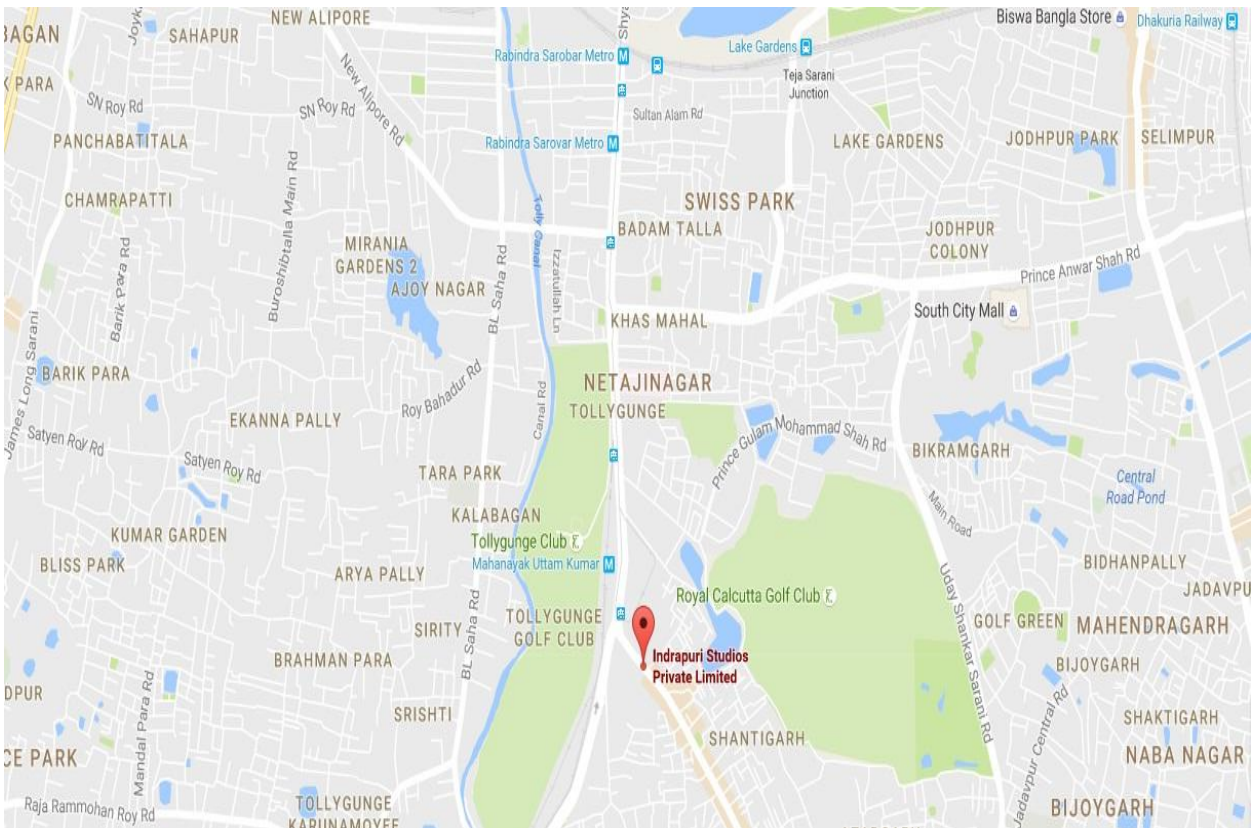 NEW ALIPORE
Biswa Bangla Store
Dhakuria Railway
BAGAN
Joyk
SAHAPUR
Shya
Rabindra Sarobar Metro
Lake Gardens
Teja Sarani
Junction
K PARA
New Alipore Rd
SN Roy Rd
SN Roy Rd
Sultan Alam Rd
PANCHABATITALA
Rabindra Sarovar Metro
LAKE GARDENS
JODHPUR PARK
SELIMPUR
CHAMRAPATTI
Buroshibtalla Main Rd
Tolly Canal
SWISS PARK
BADAM TALLA
JODHPUR
COLONY
MIRANIA
GARDENS 2
Barik Para Rd
BL Saha Rd
Izzatullah Ln
Prince Anwar Shah Rd
AJOY NAGAR
South City Mall
KHAS MAHAL
James Long Sarani
BARIK PARA
NETAJINAGAR
TOLLYGUNGE
Roy Bahadur Rd
Canal Rd
EKANNA PALLY
Prince Gulam Mohammad Shah Rd
Satyen Roy Rd
Satyen Roy Rd
BIKRAMGARH
TARA PARK
Central
Road Pond
Main Road
KALABAGAN
KUMAR GARDEN
Tollygunge Club
Mahanayak Uttam Kumar
BLISS PARK
ARYA PALLY
BIDHANPALLY
JADAVPU
Royal Calcutta Golf Club
Uday Shankar Sarani Rd
TOLLYGUNGE
GOLF CLUB
SIRITY
BL Saha Rd
GOLF GREEN
MAHENDRAGARH
BRAHMAN PARA
Indrapuri Studios
Private Limited
BIJOYGARH
DPUR
Mandal Para Rd
SRISHTI
SHANTIGARH
Jadavpur Central Rd
SHAKTIGARH
CE PARK
NABA NAGAR
Raja Rammohan Roy Rd
TOLLYGUNGE
KARUNAMOYEE
BIJOYGARH